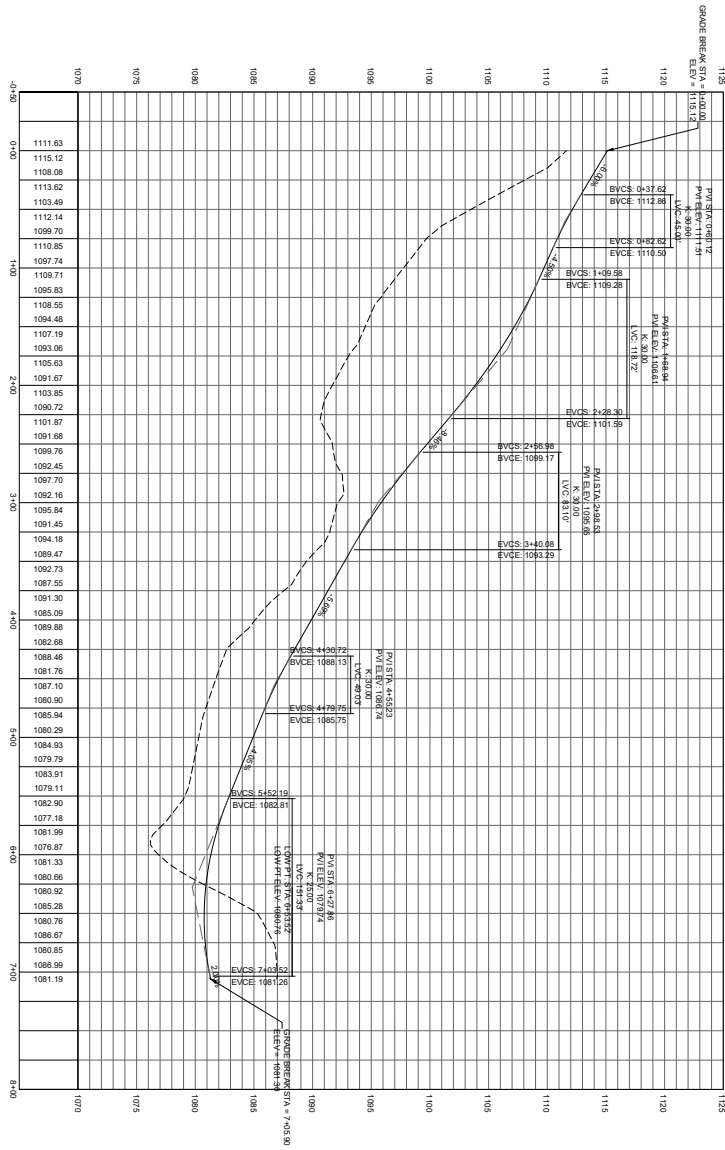 GRADE BREAK STA = 0+00.00
ELEV = 1115.12
1070
1075
1080
1085
1090
1095
1100
1105
1110
1115
1120
1125
-0+50
0+00
1+00
2+00
3+00
4+00
5+00
6+00
7+00
8+00
1111.63
1115.12
1108.08
1113.62
1103.49
1112.14
1099.70
1110.85
1097.74
1109.71
1095.83
1108.55
1094.48
1107.19
1093.06
1105.63
1091.67
1103.85
1090.72
1101.87
1091.68
1099.76
1092.45
1097.70
1092.16
1095.84
1091.45
1094.18
1089.47
1092.73
1087.55
1091.30
1085.09
1089.88
1082.68
1088.46
1081.76
1087.10
1080.90
1085.94
1080.29
1084.93
1079.79
1083.91
1079.11
1082.90
1077.18
1081.99
1076.87
1081.33
1080.66
1080.92
1085.28
1080.76
1086.67
1080.85
1086.99
1081.19
-6.00%
BVCS: 0+37.62
BVCE: 1112.86
PVI STA: 0+60.12
PVI ELEV: 1111.51
K: 30.00
LVC: 45.00'
EVCS: 0+82.62
EVCE: 1110.50
-4.50%
BVCS: 1+09.58
BVCE: 1109.28
PVI STA: 1+68.94
PVI ELEV: 1106.61
K: 30.00
LVC: 118.72'
EVCS: 2+28.30
EVCE: 1101.59
-8.46%
BVCS: 2+56.98
BVCE: 1099.17
PVI STA: 2+98.53
PVI ELEV: 1095.65
K: 30.00
LVC: 83.10'
EVCS: 3+40.08
EVCE: 1093.29
-5.69%
BVCS: 4+30.72
BVCE: 1088.13
PVI STA: 4+55.23
PVI ELEV: 1086.74
K: 30.00
LVC: 49.03'
EVCS: 4+79.75
EVCE: 1085.75
-4.05%
BVCS: 5+52.19
BVCE: 1082.81
PVI STA: 6+27.86
PVI ELEV: 1079.74
K: 25.00
LVC: 151.33'
LOW PT. STA: 6+53.52
LOW PT ELEV: 1080.76
EVCS: 7+03.52
EVCE: 1081.26
2.00%
GRADE BREAK STA = 7+05.90
ELEV = 1081.30
1070
1075
1080
1085
1090
1095
1100
1105
1110
1115
1120
1125